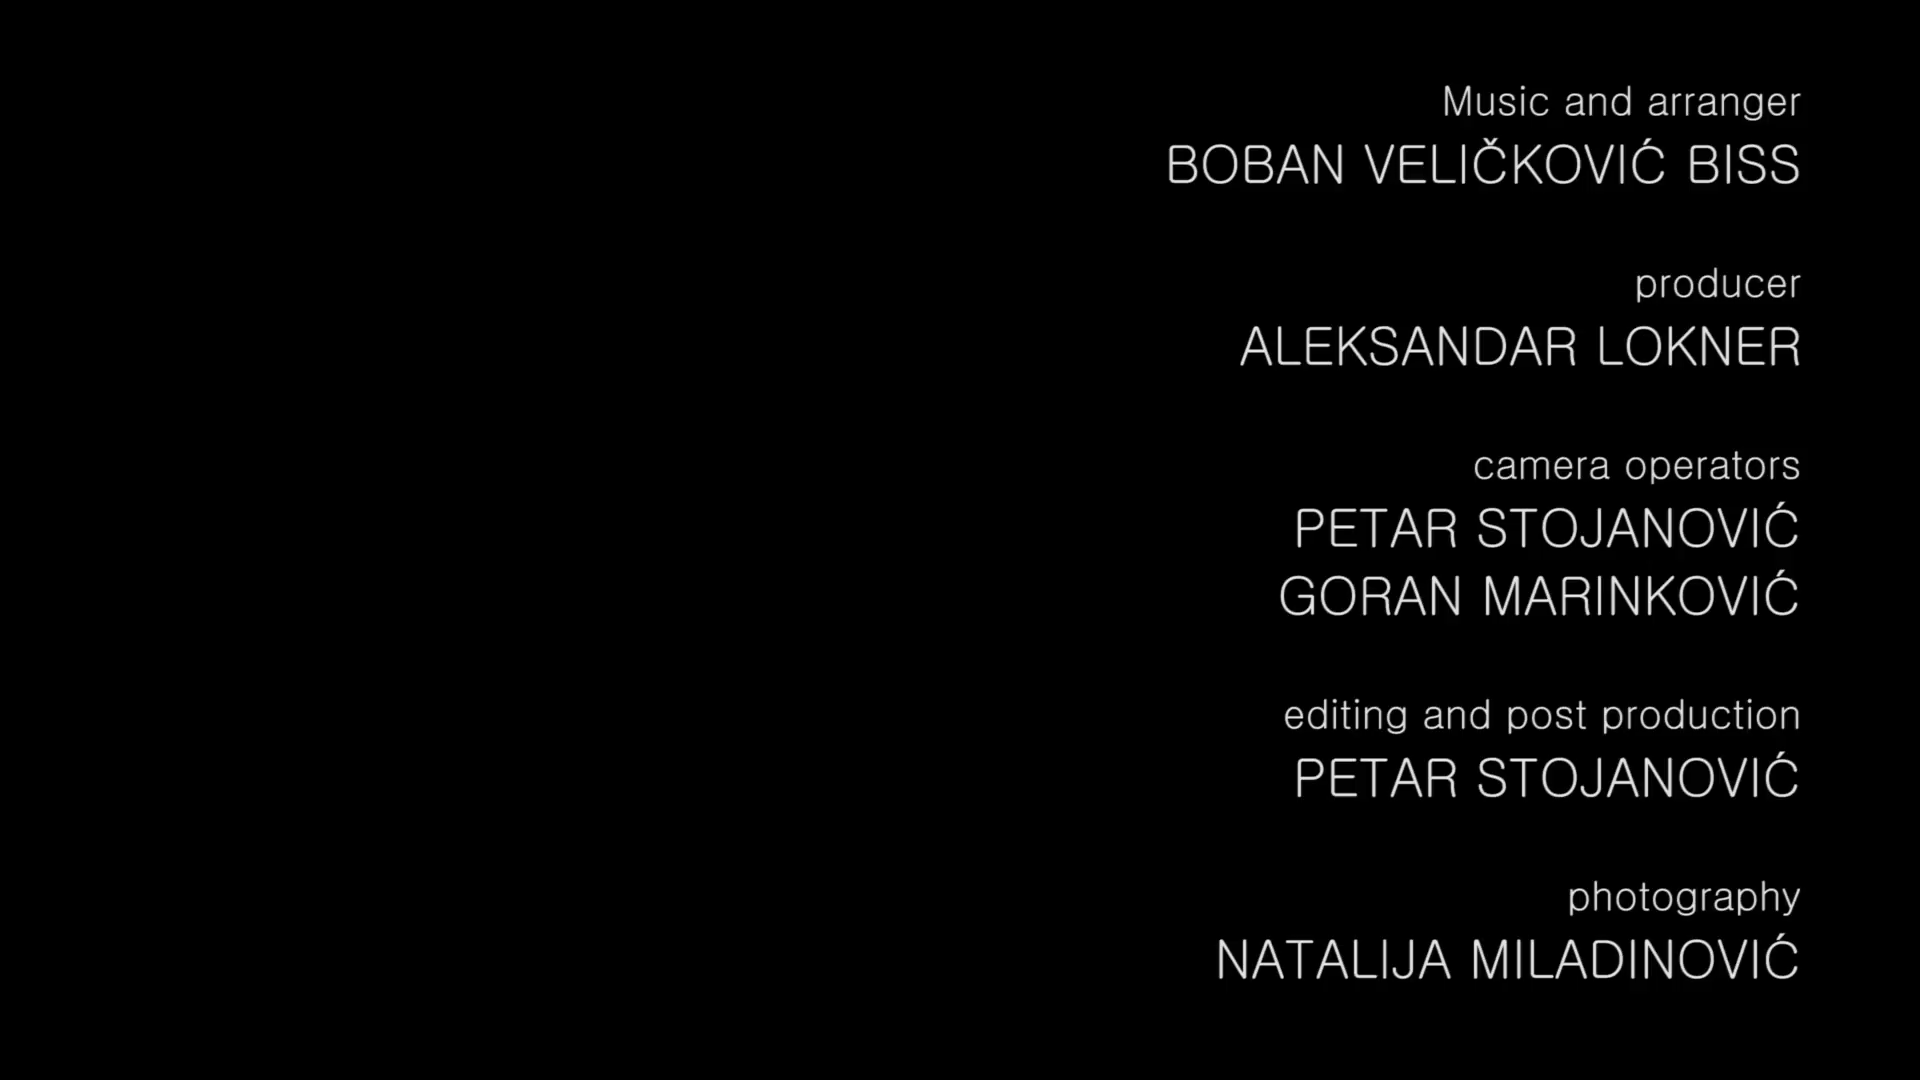 Music and arranger
BOBAN VELIČKOVIĆ BISS
producer
ALEKSANDAR LOKNER
camera operators
PETAR STOJANOVIĆ
GORAN MARINKOVIĆ
editing and post production
PETAR STOJANOVIĆ
photography
NATALIJA MILADINOVIĆ